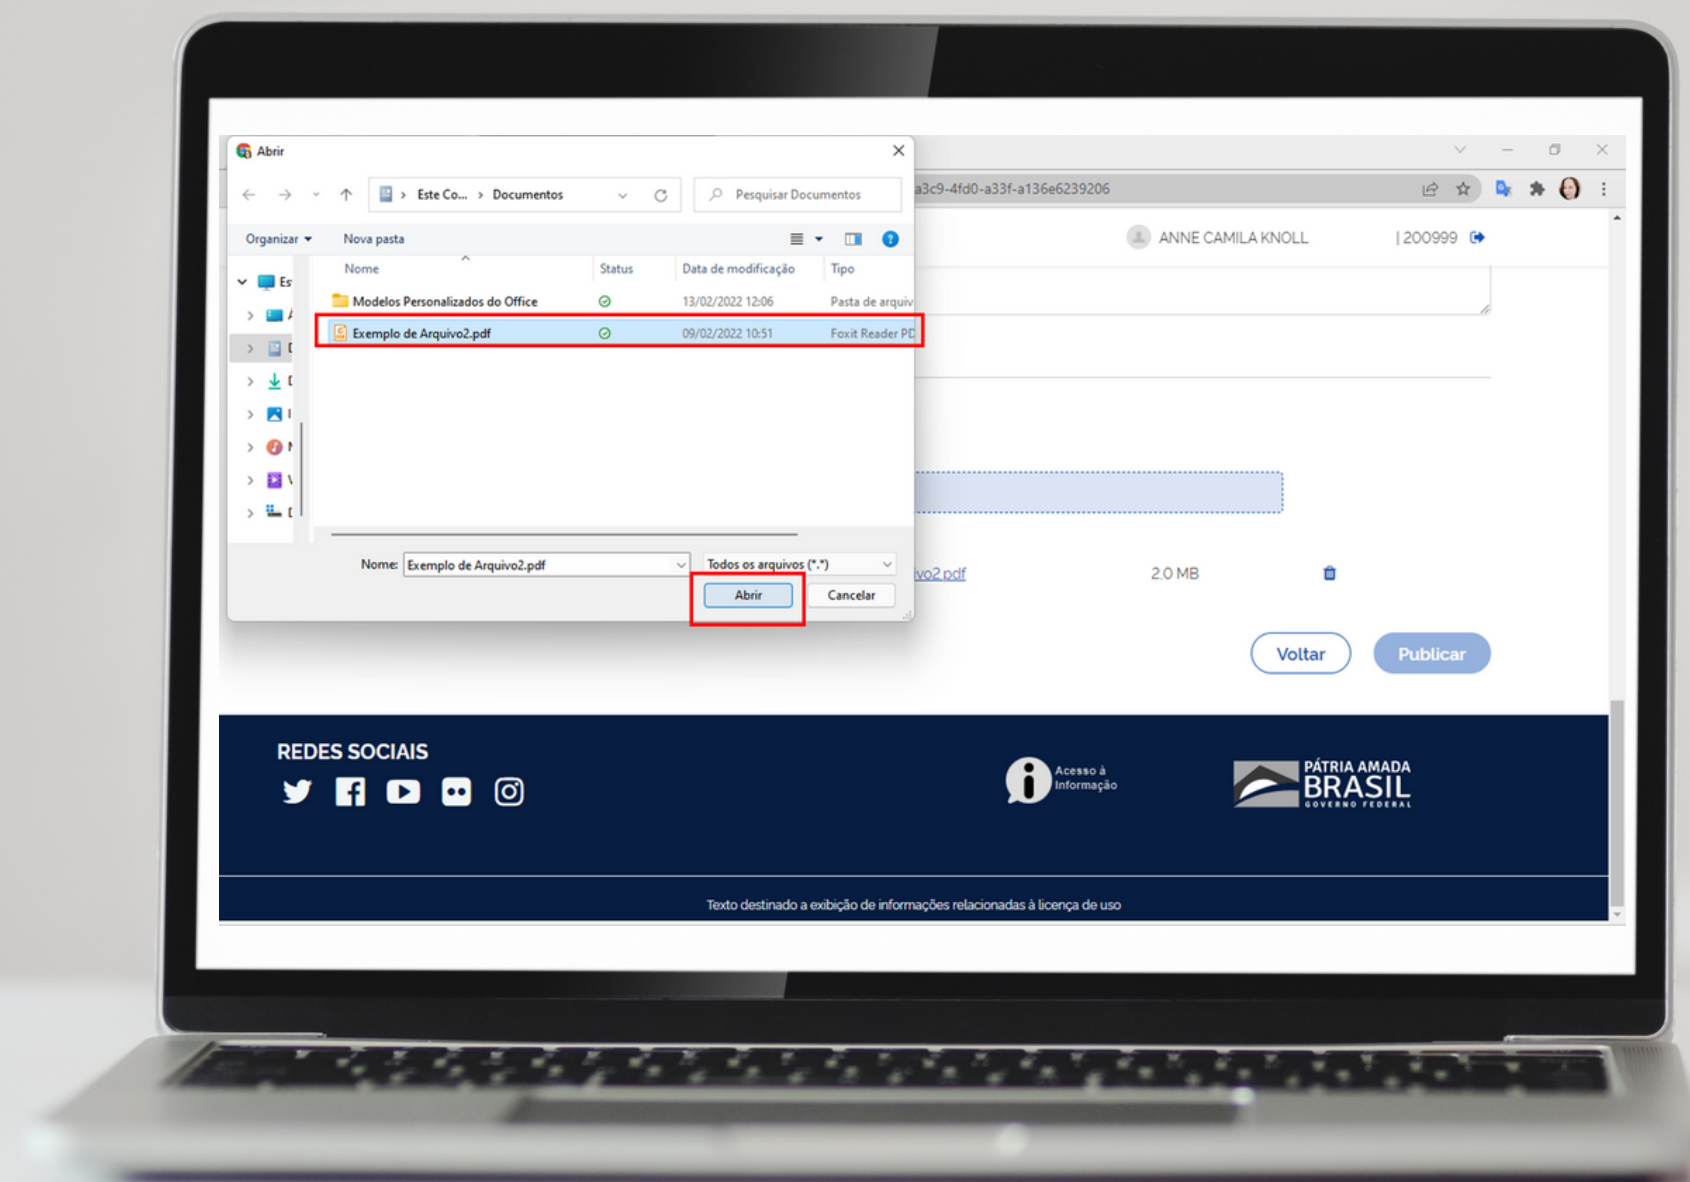 Abrir
a3c9-4fd0-a33f-a136e6239206
Este Co... > Documentos
Pesquisar Documentos
ANNE CAMILA KNOLL | 200999
Organizar Nova pasta
Nome Status Data de modificação Tipo
Es
Modelos Personalizados do Office 13/02/2022 12:06 Pasta de arquiv
Exemplo de Arquivo2.pdf 09/02/2022 10:51 Foxit Reader PD
Nome: Exemplo de Arquivo2.pdf Todos os arquivos (*.*)
Abrir Cancelar
vo2.pdf 2.0 MB
Voltar Publicar
REDES SOCIAIS
Acesso à
Informação
PÁTRIA AMADA
BRASIL
GOVERNO FEDERAL
Texto destinado a exibição de informações relacionadas à licença de uso